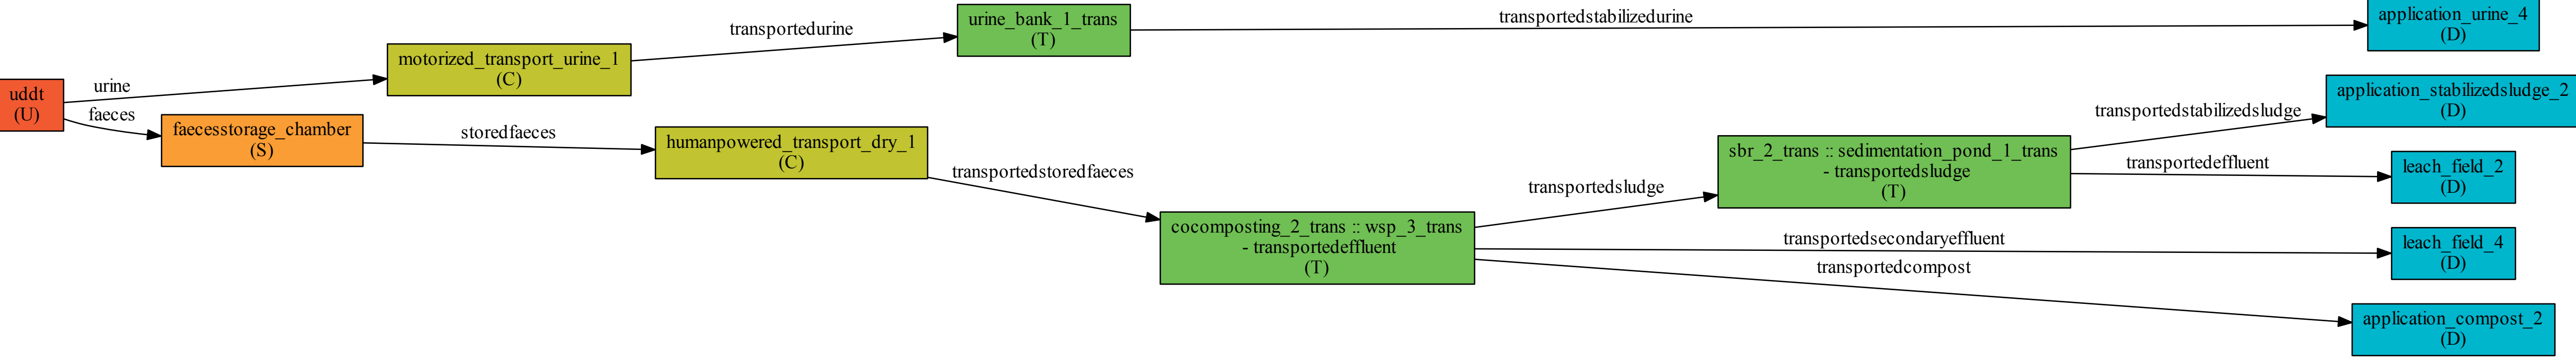 uddt
(U)
urine
faeces
faecesstorage_chamber
(S)
motorized_transport_urine_1
(C)
storedfaeces
humanpowered_transport_dry_1
(C)
transportedurine
urine_bank_1_trans
(T)
transportedstoredfaeces
cocomposting_2_trans :: wsp_3_trans
- transportedeffluent
(T)
transportedstabilizedurine
transportedsludge
sbr_2_trans :: sedimentation_pond_1_trans
- transportedsludge
(T)
transportedsecondaryeffluent
transportedcompost
transportedstabilizedsludge
transportedeffluent
application_urine_4
(D)
application_stabilizedsludge_2
(D)
leach_field_2
(D)
leach_field_4
(D)
application_compost_2
(D)